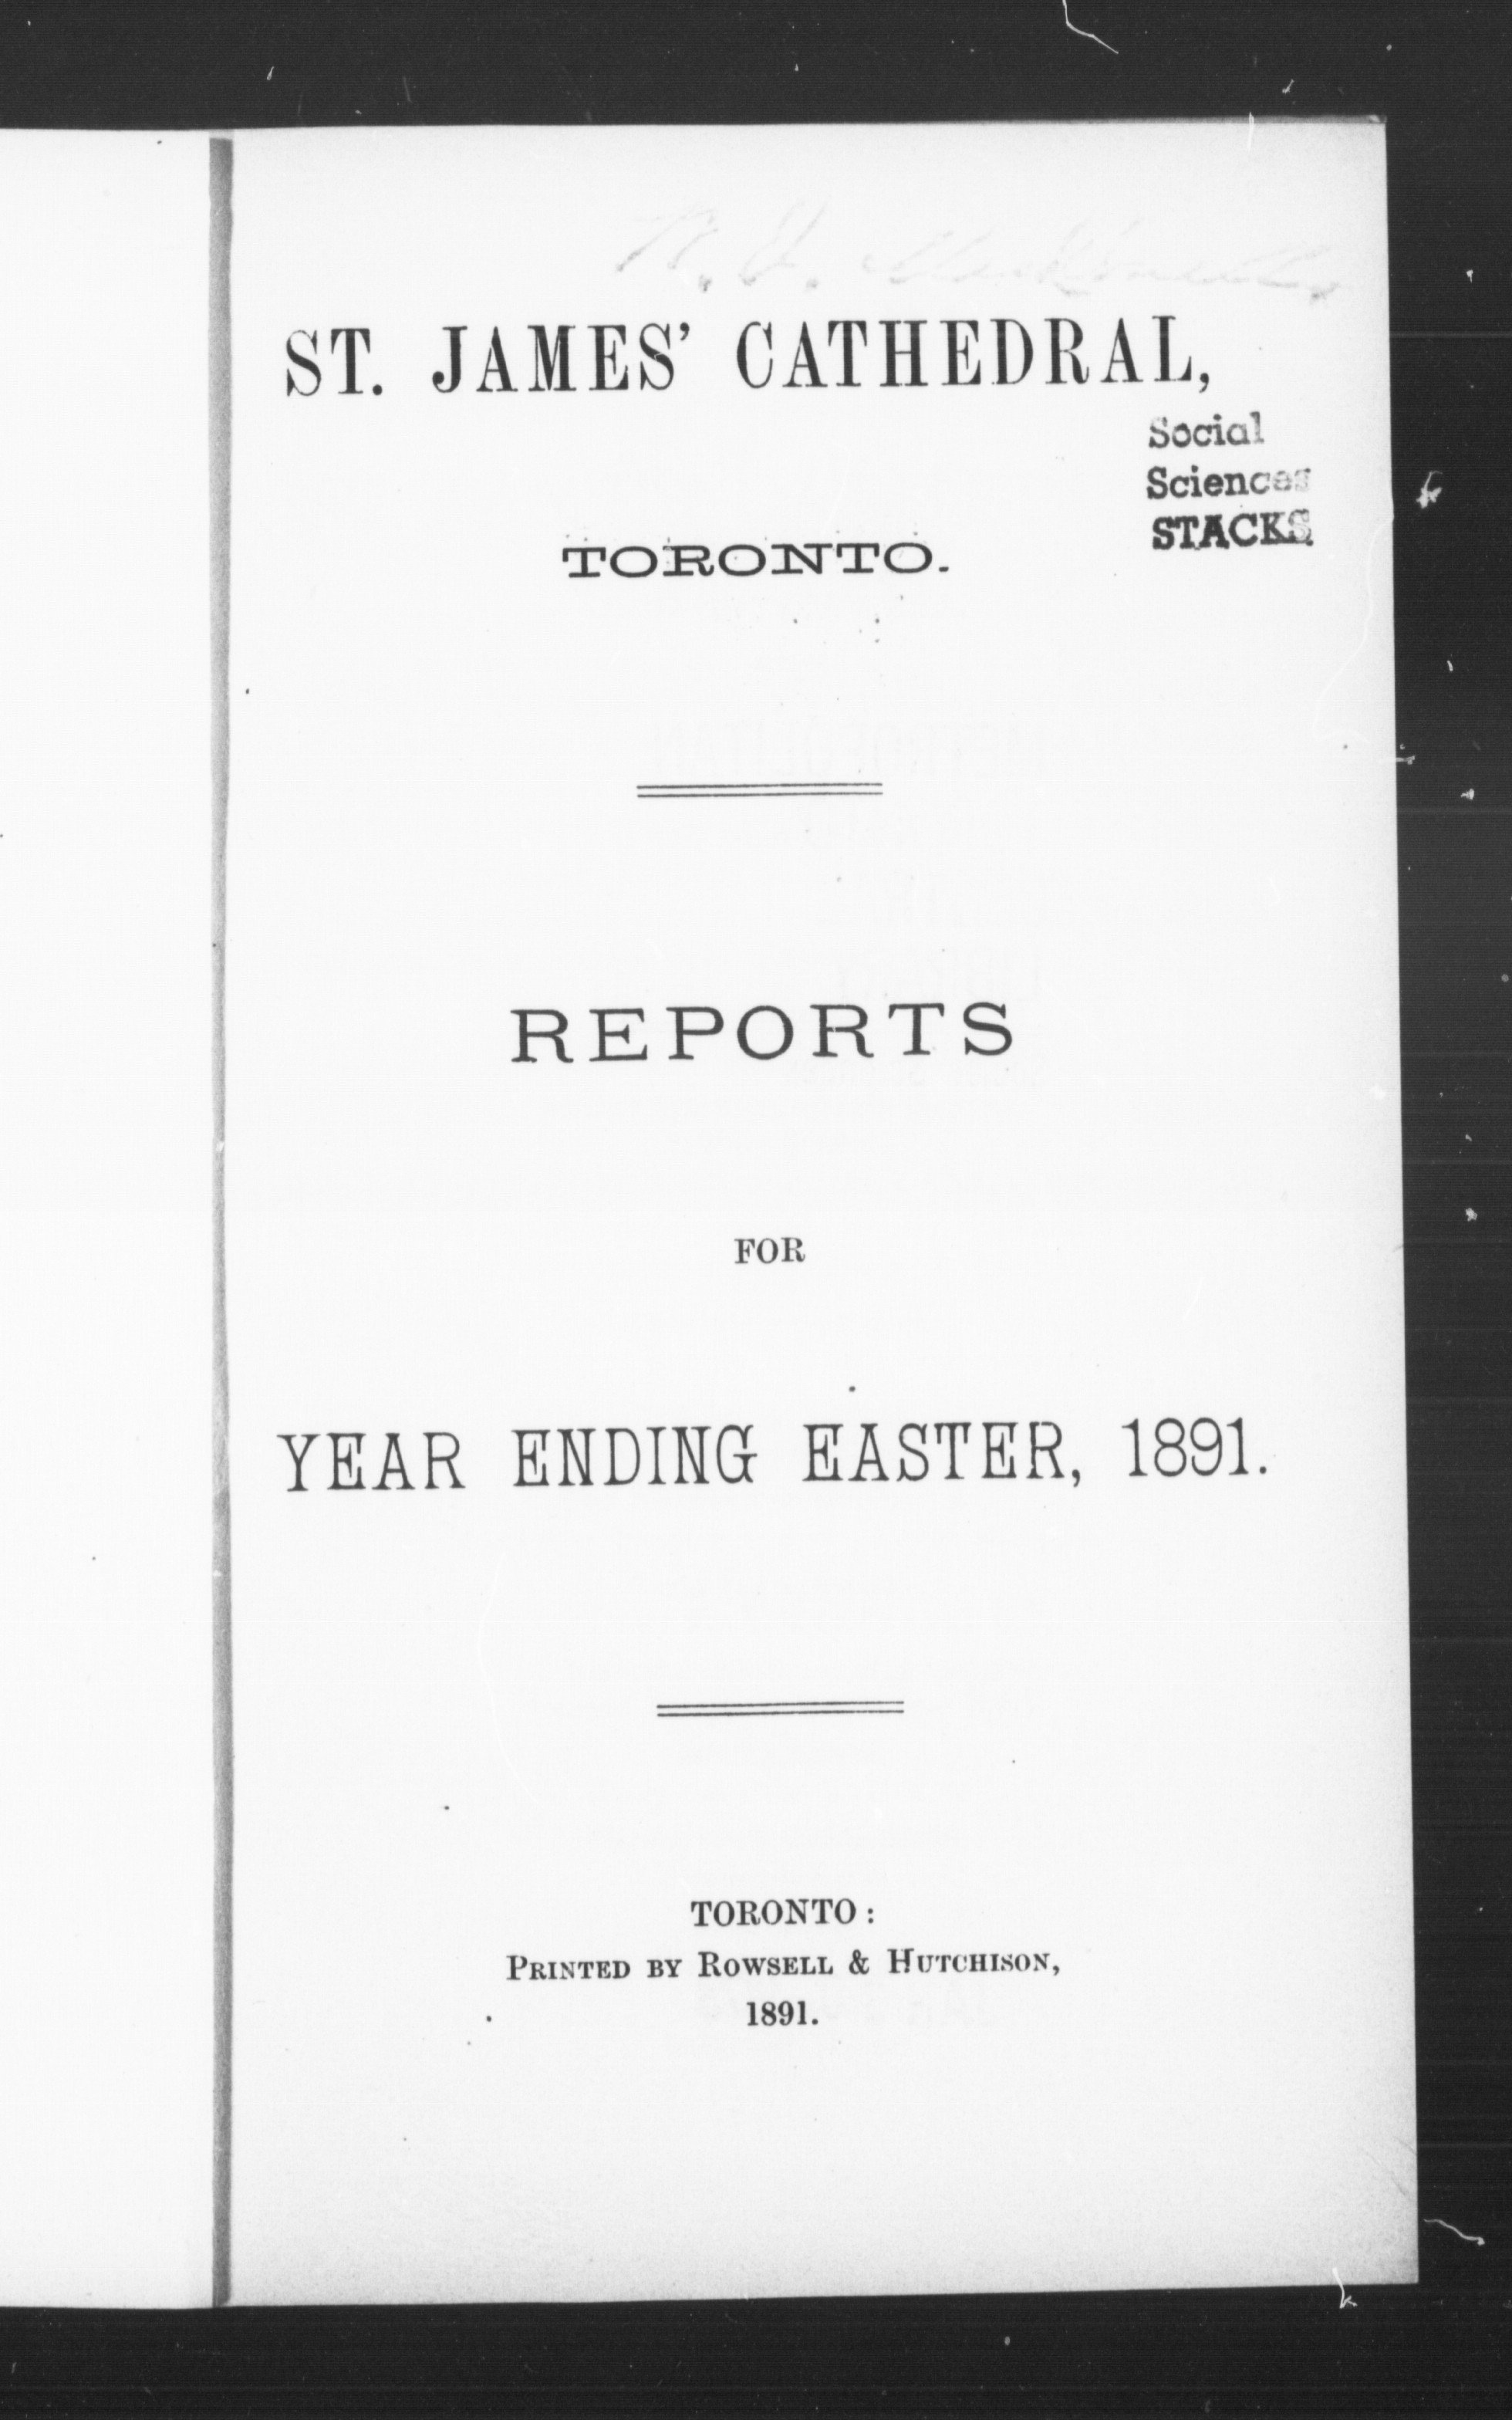 ST. JAMES' CATHEDRAL,
Social
Sciences
STACKS
TORONTO.
REPORTS
FOR
YEAR ENDING EASTER, 1891.
TORONTO:
PRINTED BY ROWSELL & HUTCHISON,
1891.